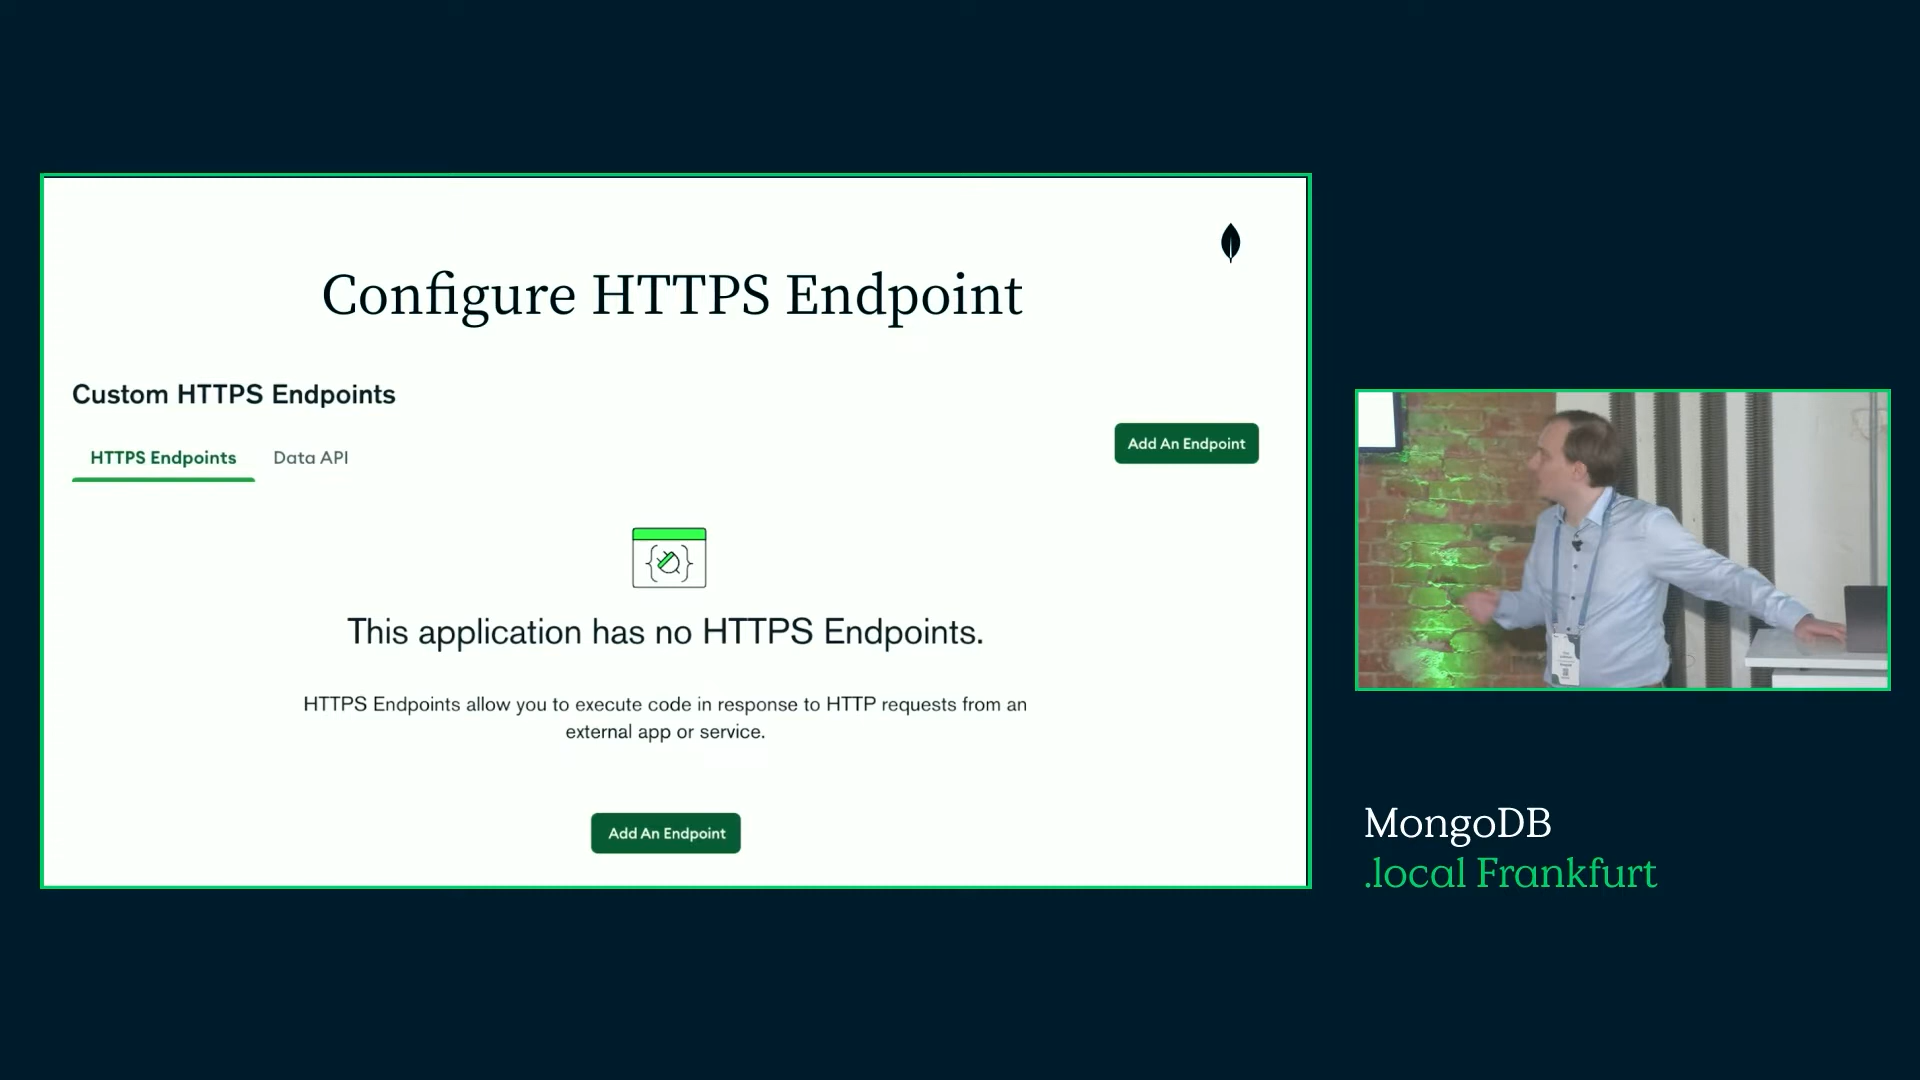 Configure HTTPS Endpoint
Custom HTTPS Endpoints
HTTPS Endpoints
Data API
Add An Endpoint
This application has no HTTPS Endpoints.
HTTPS Endpoints allow you to execute code in response to HTTP requests from an
external app or service.
Add An Endpoint
MongoDB
.local Frankfurt